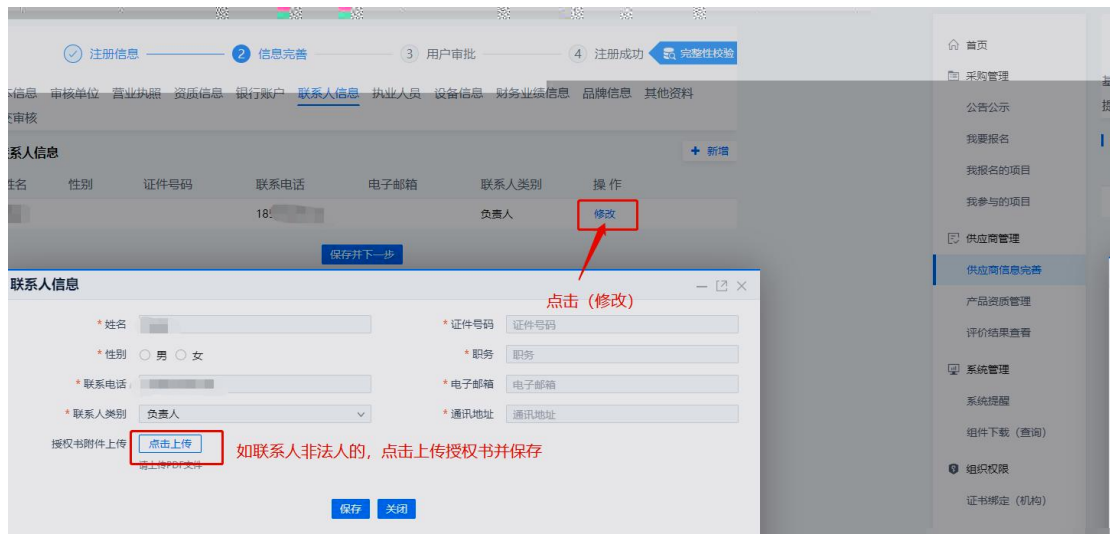 注册信息 2 信息完善 3 用户审批 4 注册成功 完整性校验
信息 审核单位 营业执照 资质信息 银行账户 联系人信息 执业人员 设备信息 财务业绩信息 品牌信息 其他资料
审核
系人信息 + 新增
姓名 性别 证件号码 联系电话 电子邮箱 联系人类别 操作
185 负责人 修改
保存并下一步
点击（修改）
联系人信息
*姓名 *证件号码 证件号码
*性别 男 女 *职务 职务
*联系电话 *电子邮箱 电子邮箱
*联系人类别 负责人 *通讯地址 通讯地址
授权书附件上传 点击上传 如联系人非法人的，点击上传授权书并保存
请上传PDF文件
保存 关闭
首页
采购管理
公告公示
我要报名
我报名的项目
我参与的项目
供应商管理
供应商信息完善
产品资质管理
评价结果查看
系统管理
系统提醒
组件下载（查询）
组织权限
证书绑定（机构）